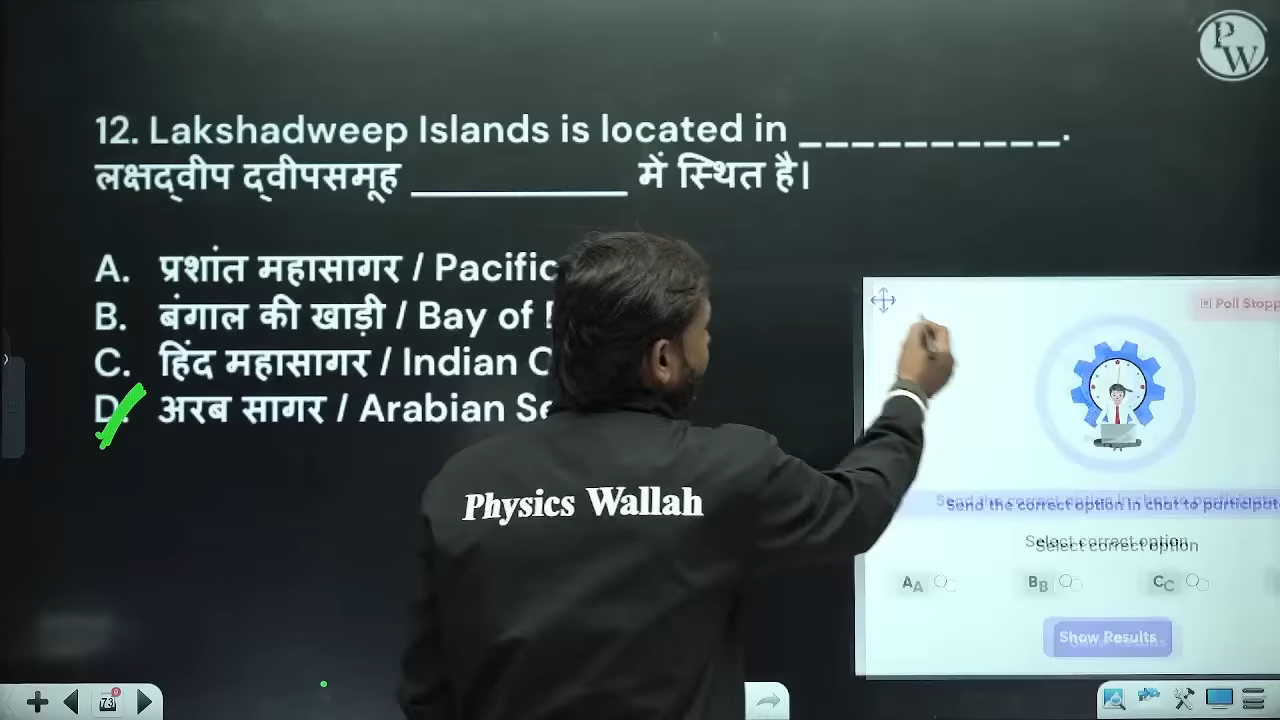 PW
12. Lakshadweep Islands is located in __________.
लक्षद्वीप द्वीपसमूह __________ में स्थित है।
A. प्रशांत महासागर / Pacific
B. बंगाल की खाड़ी / Bay of
C. हिंद महासागर / Indian
D. अरब सागर / Arabian
Physics Wallah
Poll
Send the correct option in chat to
Select correct option
A B C
Show Results
73